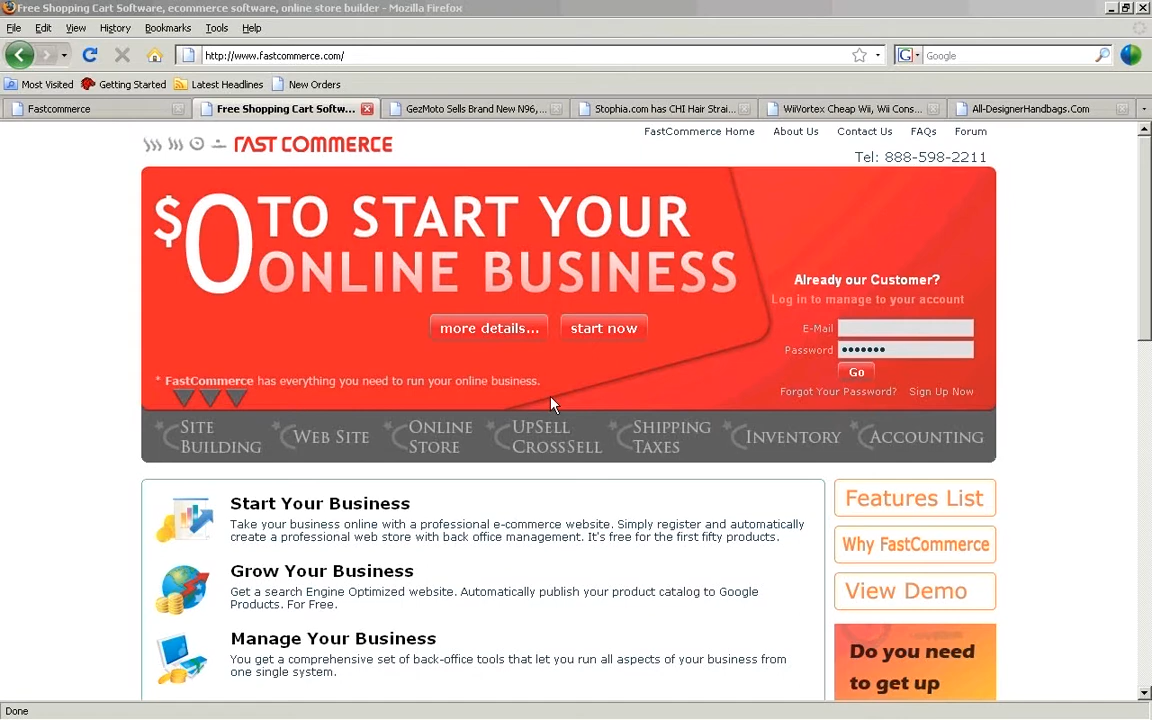 Free Shopping Cart Software, ecommerce software, online store builder - Mozilla Firefox
File Edit View History Bookmarks Tools Help
http://www.fastcommerce.com/
Google
Most Visited Getting Started Latest Headlines New Orders
Fastcommerce
Free Shopping Cart Softw...
GezMoto Sells Brand New N96,...
Stophia.com has CHI Hair Strai...
WiiVortex Cheap Wii, Wii Cons...
All-DesignerHandbags.Com
FAST COMMERCE
FastCommerce Home About Us Contact Us FAQs Forum
Tel: 888-598-2211
$0 TO START YOUR
ONLINE BUSINESS
more details... start now
* FastCommerce has everything you need to run your online business.
Already our Customer?
Log in to manage to your account
E-Mail
Password
Go
Forgot Your Password? Sign Up Now
SITE
BUILDING
WEB SITE
ONLINE
STORE
UPSELL
CROSSSELL
SHIPPING
TAXES
INVENTORY
ACCOUNTING
Start Your Business
Take your business online with a professional e-commerce website. Simply register and automatically
create a professional web store with back office management. It's free for the first fifty products.
Grow Your Business
Get a search Engine Optimized website. Automatically publish your product catalog to Google
Products. For Free.
Manage Your Business
You get a comprehensive set of back-office tools that let you run all aspects of your business from
one single system.
Features List
Why FastCommerce
View Demo
Do you need
to get up
Done